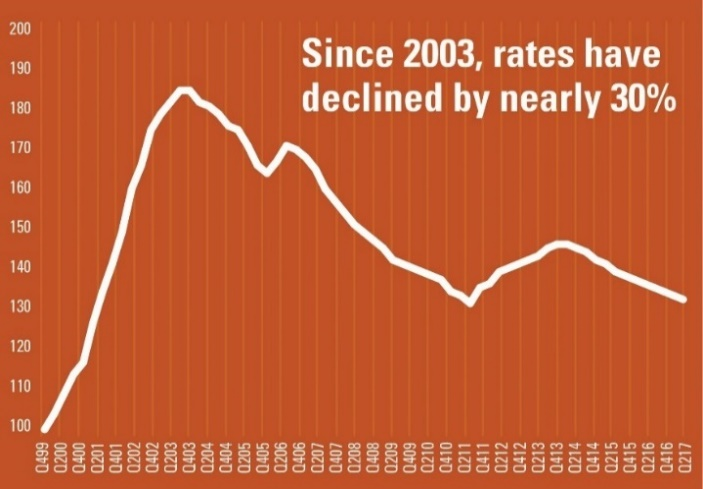 Since 2003, rates have
declined by nearly 30%
200
190
180
170
160
150
140
130
120
110
100
Q499
Q200
Q400
Q201
Q401
Q202
Q402
Q203
Q403
Q204
Q404
Q205
Q405
Q206
Q406
Q207
Q407
Q208
Q408
Q209
Q409
Q210
Q410
Q211
Q411
Q212
Q412
Q213
Q413
Q214
Q414
Q215
Q415
Q216
Q416
Q217